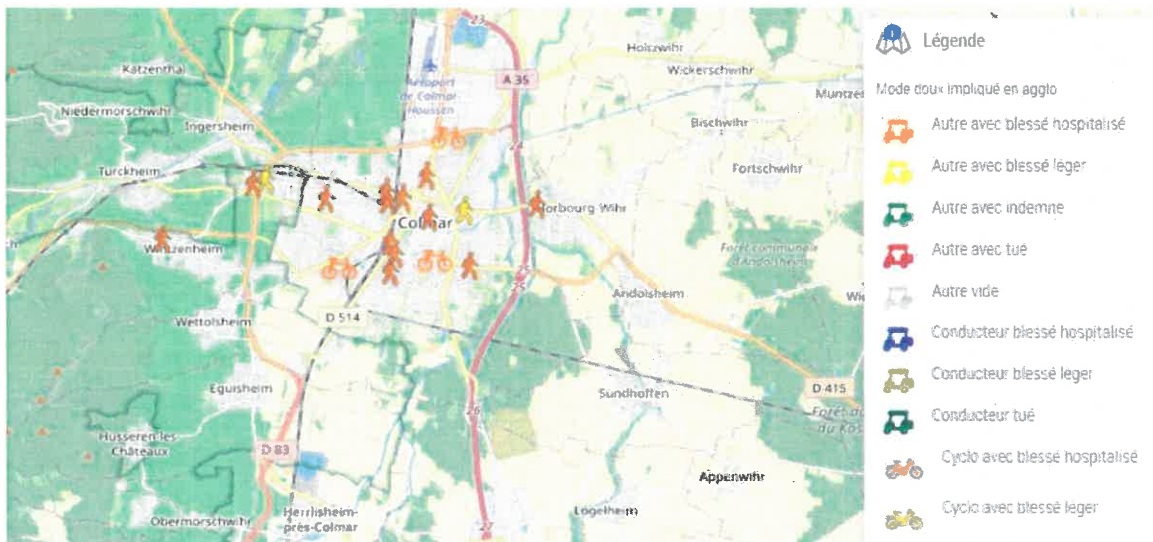 23
Holszwihr
Katzenthal
Wickerschwihr
A 35
Aéroport
de Colmar-
Houssen
Niedermorschwihr
Muntzen
Ingersheim
Bischwihr
24
Turckheim
Fortschwihr
Horbourg-Wihr
Colmar
ch
Wintzenheim
Forêt communale
d'Andolsheim
25
25
Andolsheim
Wettolsheim
D 514
Eguisheim
Sundhoffen
D 415
26
Husseren-les-
Châteaux
D 83
Appenwihr
Obermorschwihr
Herrlisheim-
près-Colmar
Logelheim
27
Légende
Mode doux impliqué en agglo
Autre avec blessé hospitalisé
Autre avec blessé léger
Autre avec indemne
Autre avec tué
Autre vide
Conducteur blessé hospitalisé
Conducteur blessé léger
Conducteur tué
Cyclo avec blessé hospitalisé
Cyclo avec blessé léger